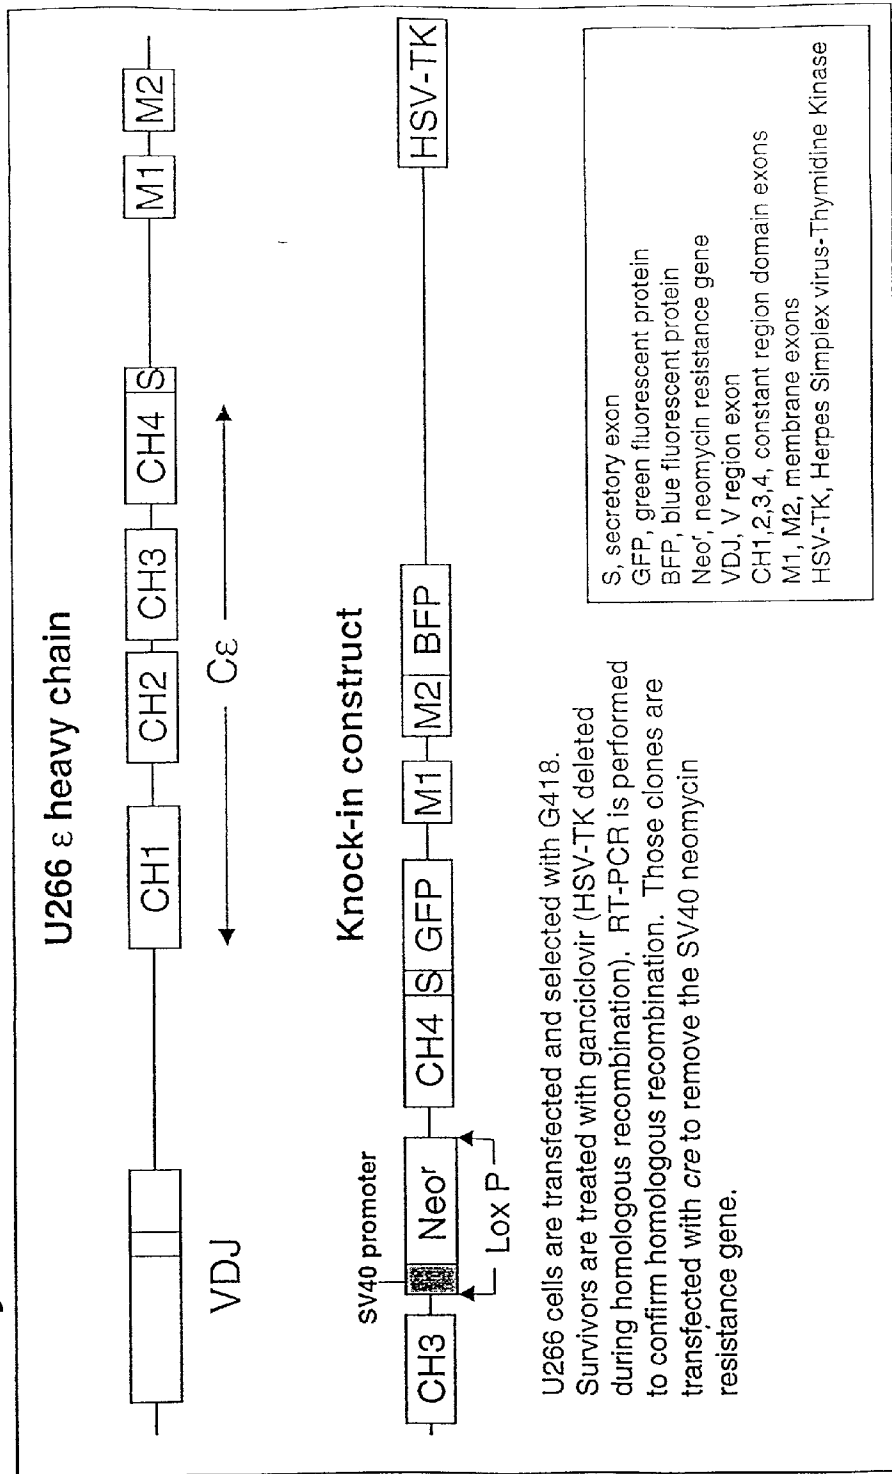 U266 ε heavy chain
VDJ
CH1
CH2
CH3
CH4
S
M1
M2
Cε
Knock-in construct
SV40 promoter
CH3
Neoʳ
CH4
S
GFP
M1
M2
BFP
HSV-TK
Lox P
U266 cells are transfected and selected with G418.
Survivors are treated with ganciclovir (HSV-TK deleted
during homologous recombination). RT-PCR is performed
to confirm homologous recombination. Those clones are
transfected with cre to remove the SV40 neomycin
resistance gene.
S, secretory exon
GFP, green fluorescent protein
BFP, blue fluorescent protein
Neoʳ, neomycin resistance gene
VDJ, V region exon
CH1,2,3,4, constant region domain exons
M1, M2, membrane exons
HSV-TK, Herpes Simplex virus-Thymidine Kinase